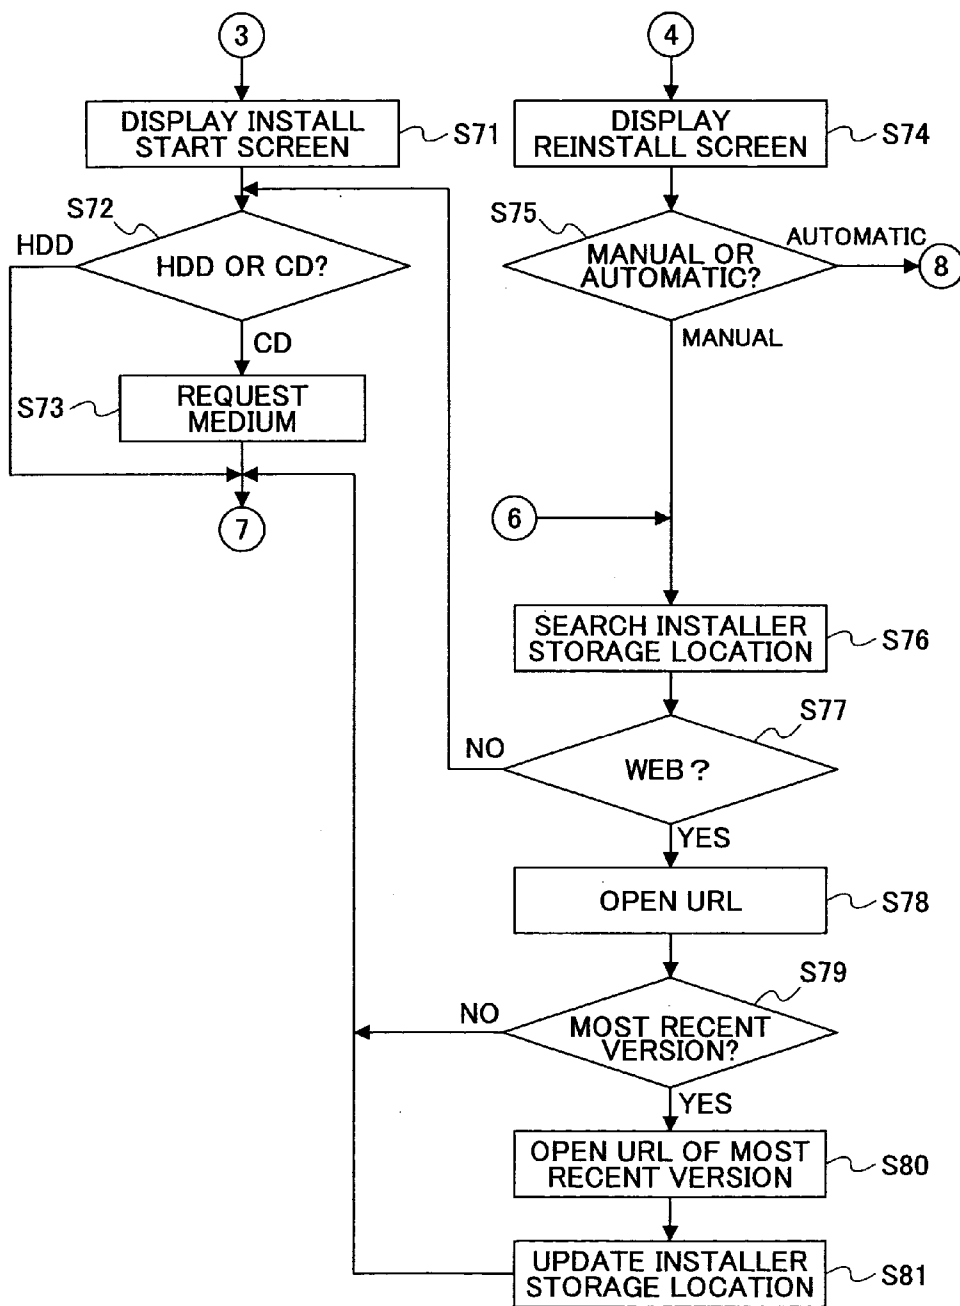 3
DISPLAY INSTALL
START SCREEN
S71
S72
HDD
HDD OR CD?
CD
S73
REQUEST
MEDIUM
7
4
DISPLAY
REINSTALL SCREEN
S74
S75
MANUAL OR
AUTOMATIC?
AUTOMATIC
8
MANUAL
6
SEARCH INSTALLER
STORAGE LOCATION
S76
S77
NO
WEB?
YES
OPEN URL
S78
S79
NO
MOST RECENT
VERSION?
YES
OPEN URL OF MOST
RECENT VERSION
S80
UPDATE INSTALLER
STORAGE LOCATION
S81